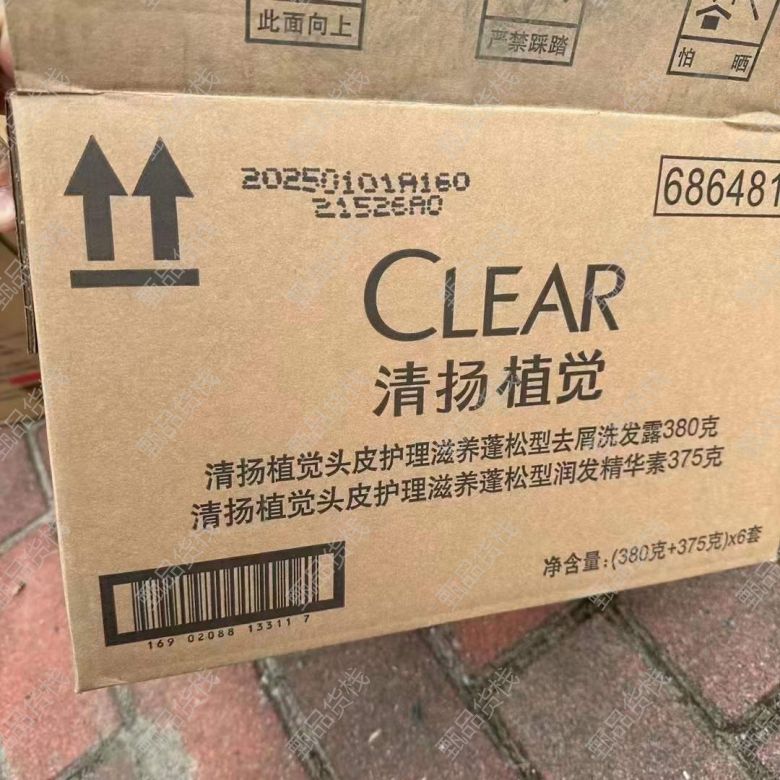 此面向上
严禁踩踏
怕 晒
20250101A160
21526A0
686481
CLEAR
清扬植觉
清扬植觉头皮护理滋养蓬松型去屑洗发露380克
清扬植觉头皮护理滋养蓬松型润发精华素375克
净含量:(380克+375克)x6套
169 02088 13311 7
甄品货栈